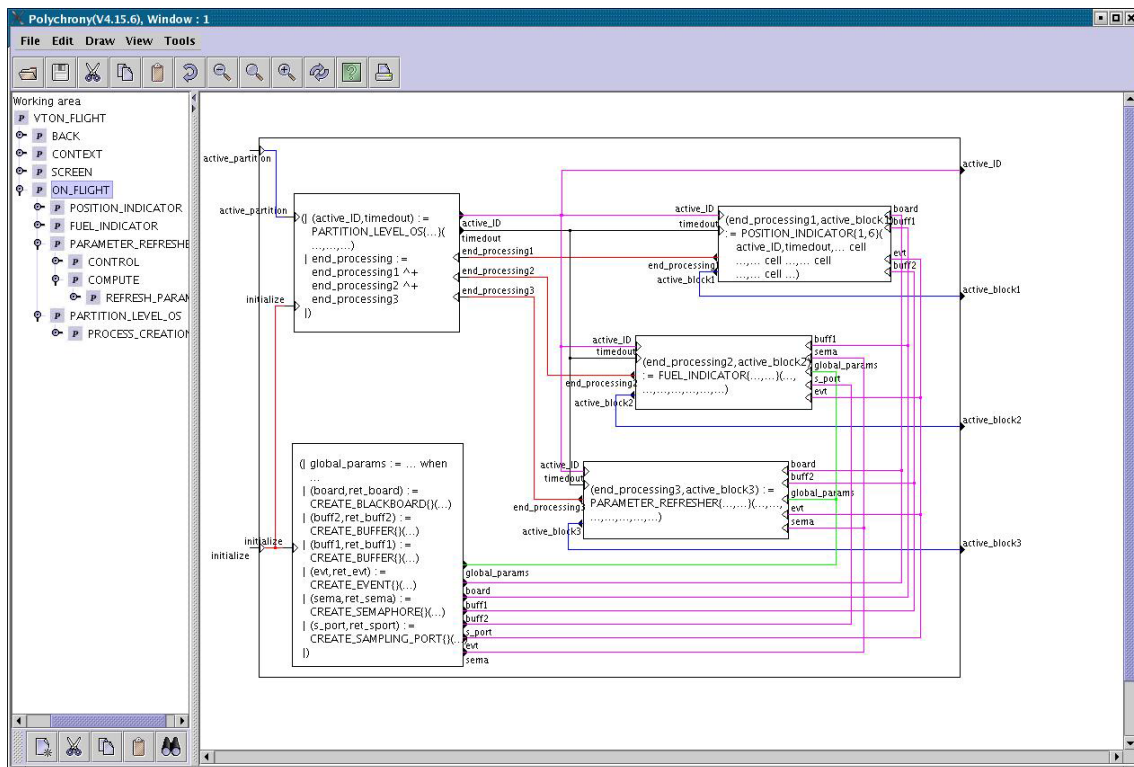 Polychrony(V4.15.6), Window : 1
File Edit Draw View Tools
Working area
P VTON_FLIGHT
P BACK
P CONTEXT
P SCREEN
P ON_FLIGHT
P POSITION_INDICATOR
P FUEL_INDICATOR
P PARAMETER_REFRESHE
P CONTROL
P COMPUTE
P REFRESH_PARAM
P PARTITION_LEVEL_OS
P PROCESS_CREATION
active_partition
active_partition
initialize
initialize
initialize
(| (active_ID,timedout) :=
PARTITION_LEVEL_OS{...}(
...,...,...)
| end_processing :=
end_processing1 ^+
end_processing2 ^+
end_processing3
|)
active_ID
timedout
end_processing1
end_processing2
end_processing3
(| global_params := ... when
...
| (board,ret_board) :=
CREATE_BLACKBOARD{}(...)
| (buff2,ret_buff2) :=
CREATE_BUFFER{}(...)
| (buff1,ret_buff1) :=
CREATE_BUFFER{}(...)
| (evt,ret_evt) :=
CREATE_EVENT{}(...)
| (sema,ret_sema) :=
CREATE_SEMAPHORE{}(...)
| (s_port,ret_sport) :=
CREATE_SAMPLING_PORT{}(...)
|)
global_params
board
buff1
buff2
s_port
evt
sema
active_ID
timedout
end_processing1
active_block1
(end_processing1,active_block1)
:= POSITION_INDICATOR{1,6}(
active_ID,timedout,... cell
...,... cell ...,... cell
...,... cell ...)
board
buff1
evt
buff2
active_ID
timedout
end_processing2
active_block2
(end_processing2,active_block2)
:= FUEL_INDICATOR{...,...}(...,
...,...,...,...,...,...)
buff1
sema
global_params
s_port
evt
active_ID
timedout
end_processing3
active_block3
(end_processing3,active_block3) :=
PARAMETER_REFRESHER{...,...}(...,...,
...,...,...,...,...)
board
buff2
global_params
evt
sema
active_ID
active_block1
active_block2
active_block3